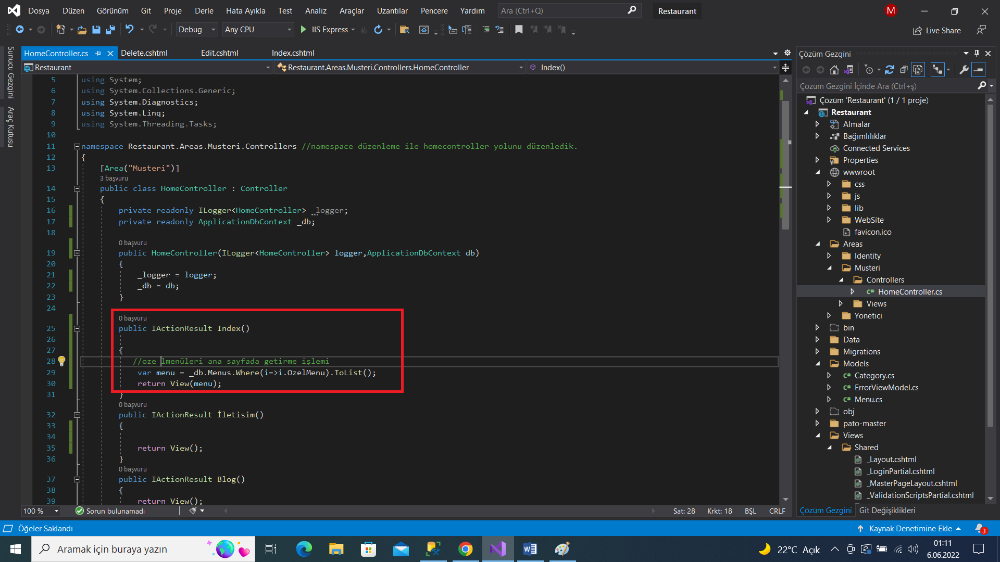 Dosya Düzen Görünüm Git Proje Derle Hata Ayıkla Test Analiz Araçlar Uzantılar Pencere Yardım Ara (Ctrl+Q) Restaurant M
Debug Any CPU IIS Express Live Share
Sunucu Gezgini
Araç Kutusu
HomeController.cs Delete.cshtml Edit.cshtml Index.cshtml
Restaurant Restaurant.Areas.Musteri.Controllers.HomeController Index()
5 using System;
6 using System.Collections.Generic;
7 using System.Diagnostics;
8 using System.Linq;
9 using System.Threading.Tasks;
10
11 namespace Restaurant.Areas.Musteri.Controllers //namespace düzenleme ile homecontroller yolunu düzenledik.
12 {
13 [Area("Musteri")]
3 başvuru
14 public class HomeController : Controller
15 {
16 private readonly ILogger<HomeController> _logger;
17 private readonly ApplicationDbContext _db;
18
0 başvuru
19 public HomeController(ILogger<HomeController> logger,ApplicationDbContext db)
20 {
21 _logger = logger;
22 _db = db;
23 }
24
0 başvuru
25 public IActionResult Index()
26
27 {
28 //oze lmenüleri ana sayfada getirme işlemi
29 var menu = _db.Menus.Where(i=>i.OzelMenu).ToList();
30 return View(menu);
31 }
0 başvuru
32 public IActionResult İletisim()
33 {
34
35 return View();
36 }
0 başvuru
37 public IActionResult Blog()
38 {
39 return View();
100 % Sorun bulunamadı Sat: 28 Krkt: 18 BŞL CRLF
Çözüm Gezgini
Çözüm Gezgini İçinde Ara (Ctrl+ş)
Çözüm 'Restaurant' (1 / 1 proje)
Restaurant
Almalar
Bağımlılıklar
Connected Services
Properties
wwwroot
css
js
lib
WebSite
favicon.ico
Areas
Identity
Musteri
Controllers
C# HomeController.cs
Views
Yonetici
bin
Data
Migrations
Models
C# Category.cs
C# ErrorViewModel.cs
C# Menu.cs
obj
pato-master
Views
Shared
_Layout.cshtml
_LoginPartial.cshtml
_MasterPageLayout.cshtml
_ValidationScriptsPartial.cshtml
Çözüm Gezgini Git Değişiklikleri
Öğeler Saklandı Kaynak Denetimine Ekle 3
Aramak için buraya yazın 22°C Açık 01:11
6.06.2022